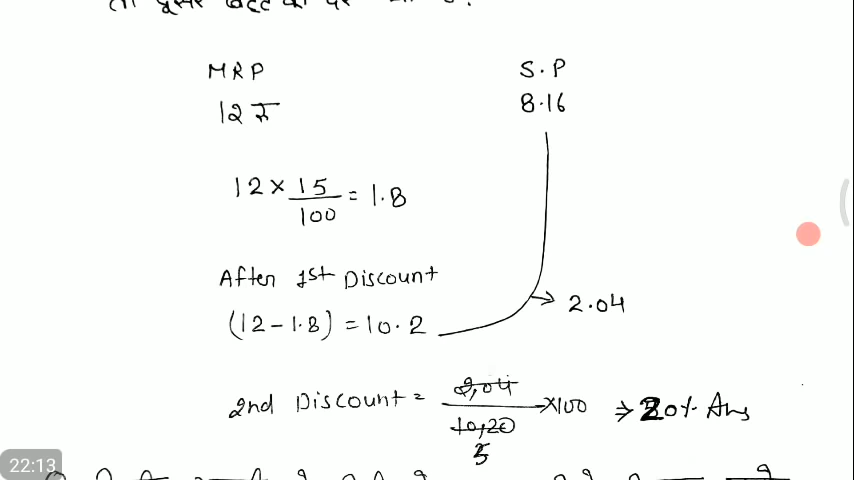 MRP S.P
12 रु 8.16
12 × 15/100 = 1.8
After 1st Discount
(12 - 1.8) = 10.2 → 2.04
2nd Discount = 2.04/10.20 ×100 ⇒ 20% Ans
5
22:13